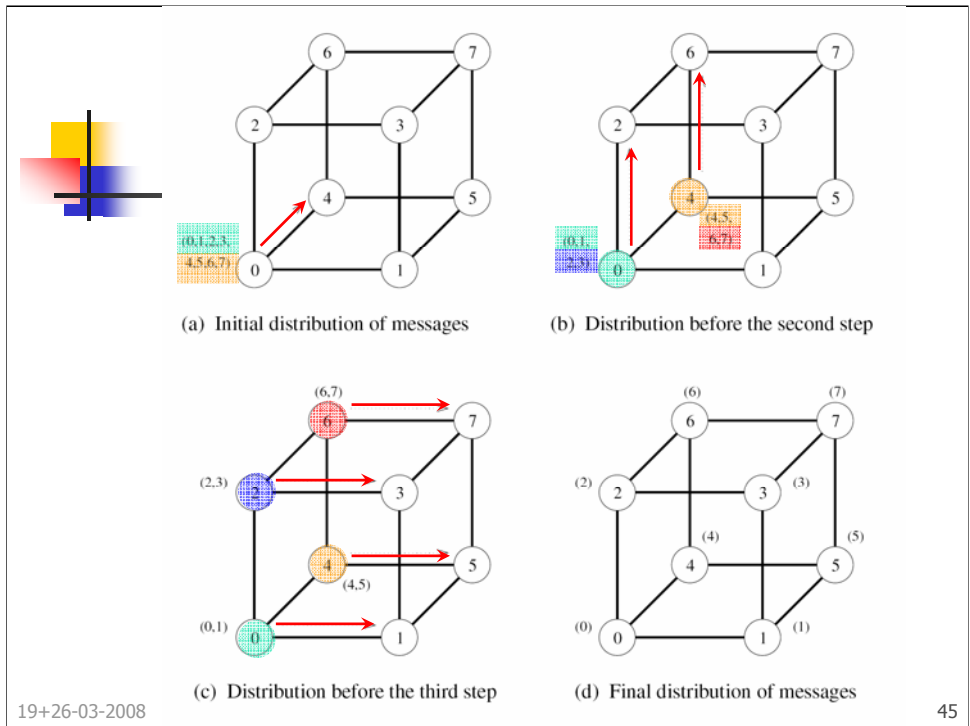 6 7
2 3
4 5
(0,1,2,3,
4,5,6,7)
0 1
(a) Initial distribution of messages
6 7
2 3
4 5
(4,5,
6,7)
(0,1,
2,3)
0 1
(b) Distribution before the second step
(6,7)
6 7
(2,3) 2 3
4 5
(4,5)
(0,1) 0 1
(c) Distribution before the third step
(6) (7)
6 7
(2) 2 3 (3)
(4) (5)
4 5
(0) 0 1 (1)
(d) Final distribution of messages
19+26-03-2008 45